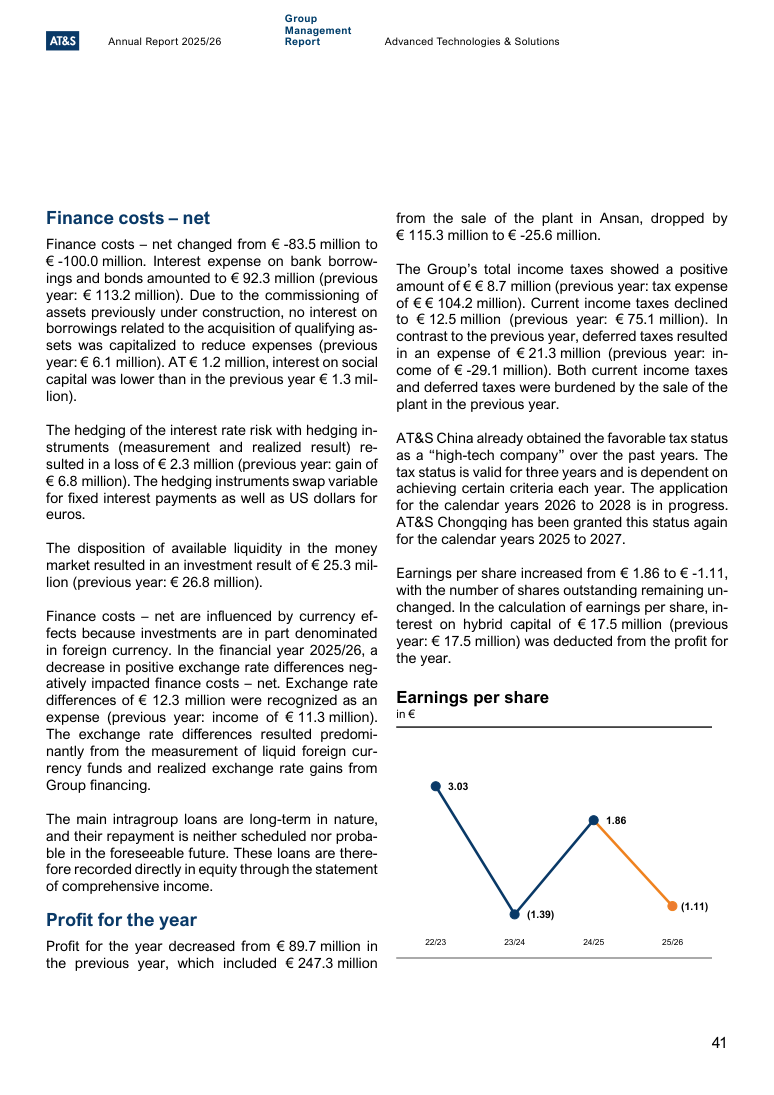 AT&S
Annual Report 2025/26
Group
Management
Report
Advanced Technologies & Solutions
Finance costs – net
Finance costs – net changed from € -83.5 million to
€ -100.0 million. Interest expense on bank borrow-
ings and bonds amounted to € 92.3 million (previous
year: € 113.2 million). Due to the commissioning of
assets previously under construction, no interest on
borrowings related to the acquisition of qualifying as-
sets was capitalized to reduce expenses (previous
year: € 6.1 million). AT € 1.2 million, interest on social
capital was lower than in the previous year € 1.3 mil-
lion).
The hedging of the interest rate risk with hedging in-
struments (measurement and realized result) re-
sulted in a loss of € 2.3 million (previous year: gain of
€ 6.8 million). The hedging instruments swap variable
for fixed interest payments as well as US dollars for
euros.
The disposition of available liquidity in the money
market resulted in an investment result of € 25.3 mil-
lion (previous year: € 26.8 million).
Finance costs – net are influenced by currency ef-
fects because investments are in part denominated
in foreign currency. In the financial year 2025/26, a
decrease in positive exchange rate differences neg-
atively impacted finance costs – net. Exchange rate
differences of € 12.3 million were recognized as an
expense (previous year: income of € 11.3 million).
The exchange rate differences resulted predomi-
nantly from the measurement of liquid foreign cur-
rency funds and realized exchange rate gains from
Group financing.
The main intragroup loans are long-term in nature,
and their repayment is neither scheduled nor proba-
ble in the foreseeable future. These loans are there-
fore recorded directly in equity through the statement
of comprehensive income.
Profit for the year
Profit for the year decreased from € 89.7 million in
the previous year, which included € 247.3 million
from the sale of the plant in Ansan, dropped by
€ 115.3 million to € -25.6 million.
The Group’s total income taxes showed a positive
amount of € € 8.7 million (previous year: tax expense
of € € 104.2 million). Current income taxes declined
to € 12.5 million (previous year: € 75.1 million). In
contrast to the previous year, deferred taxes resulted
in an expense of € 21.3 million (previous year: in-
come of € -29.1 million). Both current income taxes
and deferred taxes were burdened by the sale of the
plant in the previous year.
AT&S China already obtained the favorable tax status
as a “high-tech company” over the past years. The
tax status is valid for three years and is dependent on
achieving certain criteria each year. The application
for the calendar years 2026 to 2028 is in progress.
AT&S Chongqing has been granted this status again
for the calendar years 2025 to 2027.
Earnings per share increased from € 1.86 to € -1.11,
with the number of shares outstanding remaining un-
changed. In the calculation of earnings per share, in-
terest on hybrid capital of € 17.5 million (previous
year: € 17.5 million) was deducted from the profit for
the year.
Earnings per share
in €
3.03
1.86
(1.39)
(1.11)
22/23
23/24
24/25
25/26
41